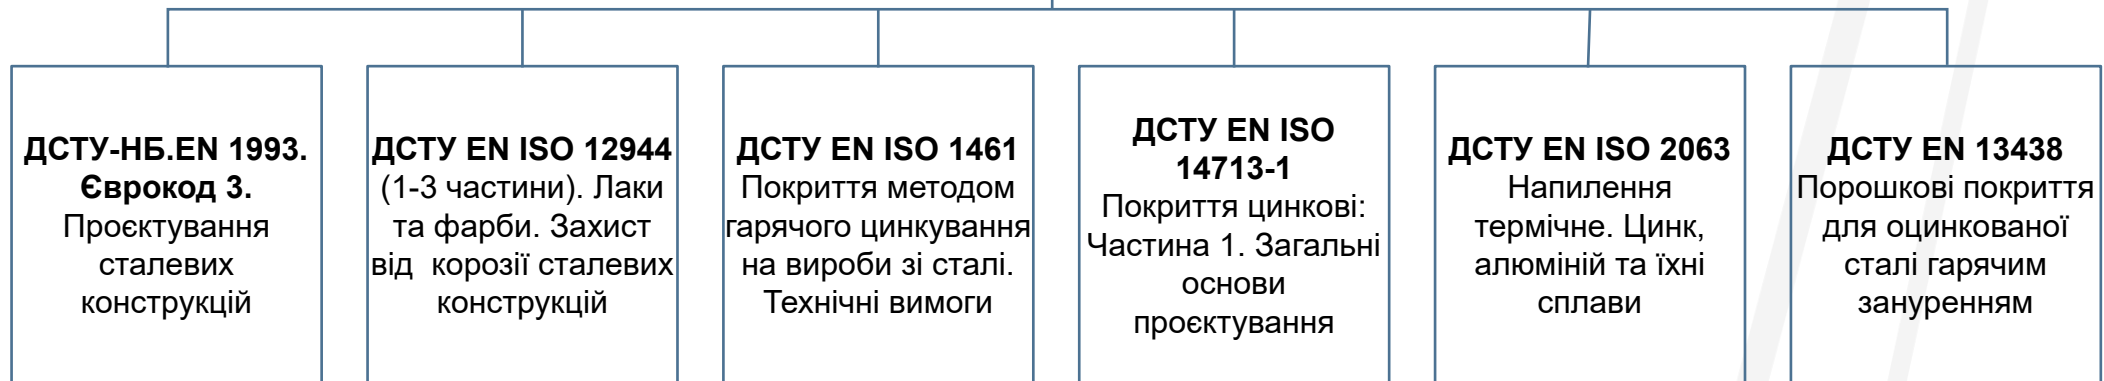 ДСТУ-НБ.EN 1993.
Єврокод 3.
Проєктування
сталевих
конструкцій
ДСТУ EN ISO 12944
(1-3 частини). Лаки
та фарби. Захист
від  корозії сталевих
конструкцій
ДСТУ EN ISO 1461
Покриття методом
гарячого цинкування
на вироби зі сталі.
Технічні вимоги
ДСТУ EN ISO
14713-1
Покриття цинкові:
Частина 1. Загальні
основи
проєктування
ДСТУ EN ISO 2063
Напилення
термічне. Цинк,
алюміній та їхні
сплави
ДСТУ EN 13438
Порошкові покриття
для оцинкованої
сталі гарячим
зануренням